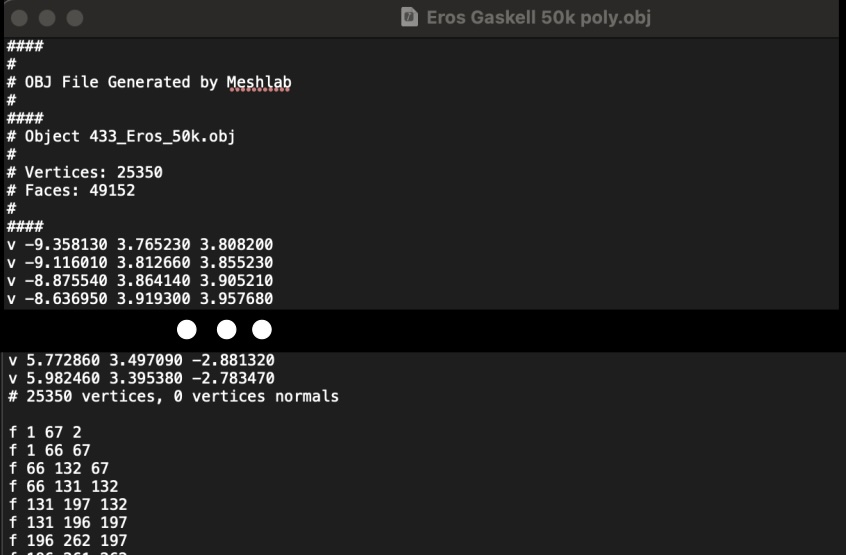 Eros Gaskell 50k poly.obj
####
#
# OBJ File Generated by Meshlab
#
####
# Object 433_Eros_50k.obj
#
# Vertices: 25350
# Faces: 49152
#
####
v -9.358130 3.765230 3.808200
v -9.116010 3.812660 3.855230
v -8.875540 3.864140 3.905210
v -8.636950 3.919300 3.957680
v 5.772860 3.497090 -2.881320
v 5.982460 3.395380 -2.783470
# 25350 vertices, 0 vertices normals
f 1 67 2
f 1 66 67
f 66 132 67
f 66 131 132
f 131 197 132
f 131 196 197
f 196 262 197